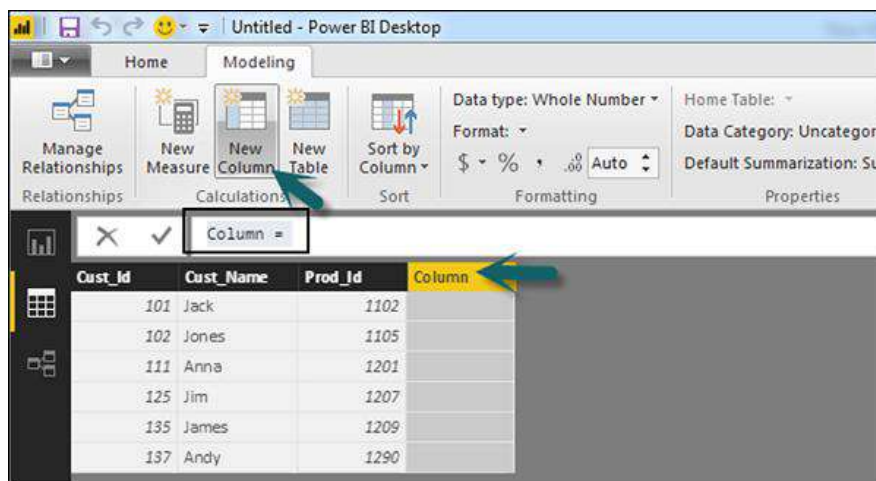 Untitled - Power BI Desktop
Home Modeling
Manage Relationships
New Measure
New Column
New Table
Sort by Column
Data type: Whole Number
Format:
$ % , .00 Auto
Home Table:
Data Category: Uncategor
Default Summarization: Su
Relationships Calculations Sort Formatting Properties
Column =
Cust_Id Cust_Name Prod_Id Column
101 Jack 1102
102 Jones 1105
111 Anna 1201
125 Jim 1207
135 James 1209
137 Andy 1290